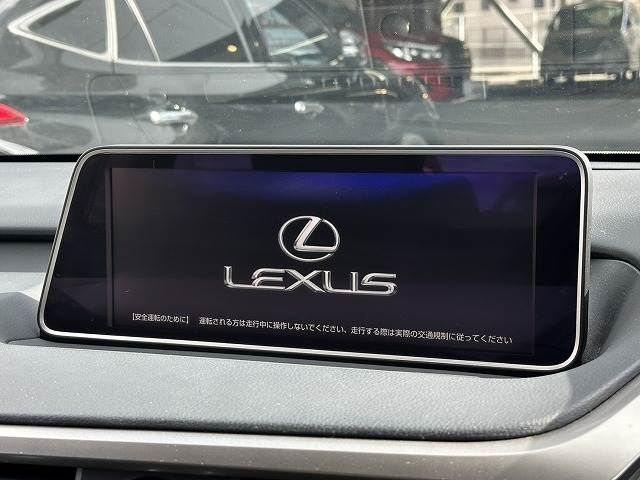 LEXUS
【安全運転のために】 運転される方は走行中に操作しないでください、走行する際は実際の交通規制に従ってください